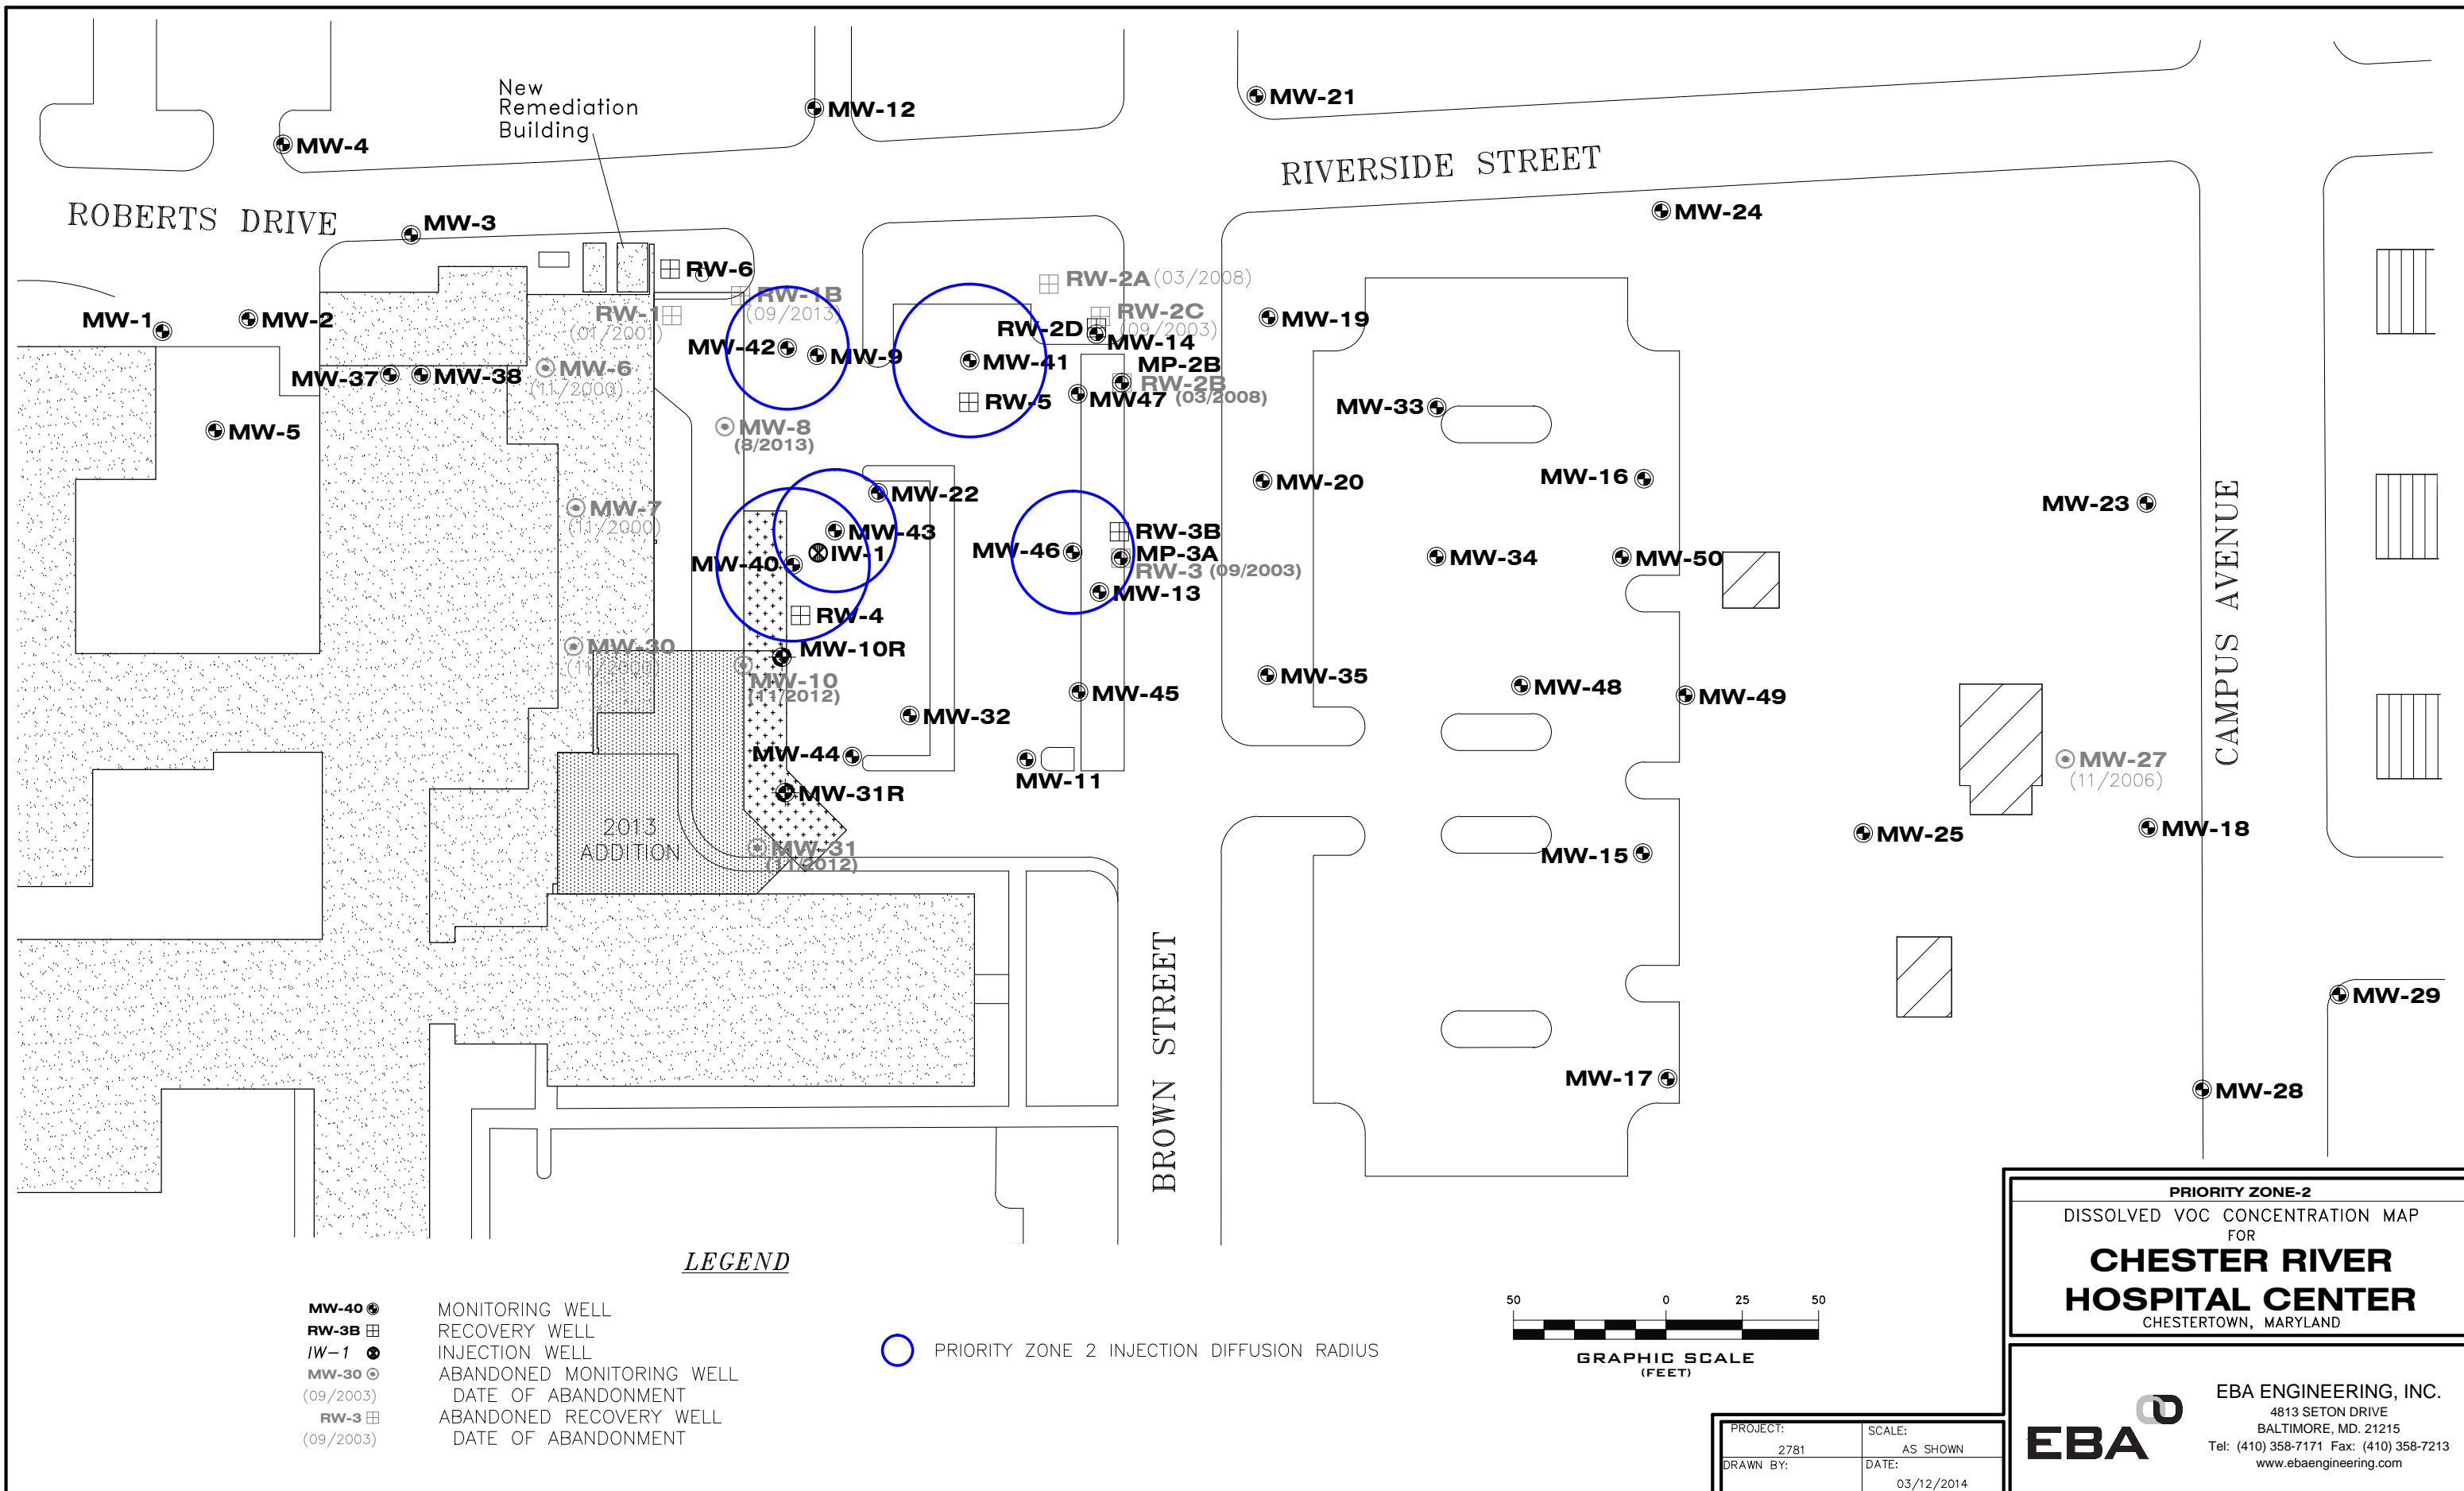 New
Remediation
Building
MW-12
MW-21
MW-4
RIVERSIDE STREET
ROBERTS DRIVE
MW-3
MW-24
RW-6
RW-2A (03/2008)
RW-1B
(09/2013)
RW-1
(01/2001)
RW-2C
(09/2003)
MW-1
MW-2
RW-2D
MW-14
MW-19
MW-42
MW-9
MW-41
MP-2B
RW-2B
(03/2008)
MW47
MW-37
MW-38
MW-6
(11/2000)
RW-5
MW-33
MW-5
MW-8
(8/2013)
MW-22
MW-20
MW-16
MW-23
MW-7
(11/2000)
MW-43
IW-1
MW-40
MW-46
RW-3B
MP-3A
RW-3 (09/2003)
MW-13
MW-34
MW-50
CAMPUS AVENUE
RW-4
MW-30
(11/2000)
MW-10R
MW-10
(11/2012)
MW-45
MW-35
MW-48
MW-49
MW-32
MW-44
MW-11
MW-27
(11/2006)
MW-31R
2013
ADDITION
MW-31
(11/2012)
MW-15
MW-25
MW-18
BROWN STREET
MW-29
MW-17
MW-28
LEGEND
MW-40 MONITORING WELL
RW-3B RECOVERY WELL
IW-1 INJECTION WELL
MW-30 ABANDONED MONITORING WELL
(09/2003) DATE OF ABANDONMENT
RW-3 ABANDONED RECOVERY WELL
(09/2003) DATE OF ABANDONMENT
PRIORITY ZONE 2 INJECTION DIFFUSION RADIUS
50 0 25 50
GRAPHIC SCALE
(FEET)
PRIORITY ZONE-2
DISSOLVED VOC CONCENTRATION MAP
FOR
CHESTER RIVER
HOSPITAL CENTER
CHESTERTOWN, MARYLAND
PROJECT:
2781
SCALE:
AS SHOWN
DRAWN BY:
DATE:
03/12/2014
EBA
EBA ENGINEERING, INC.
4813 SETON DRIVE
BALTIMORE, MD. 21215
Tel: (410) 358-7171 Fax: (410) 358-7213
www.ebaengineering.com